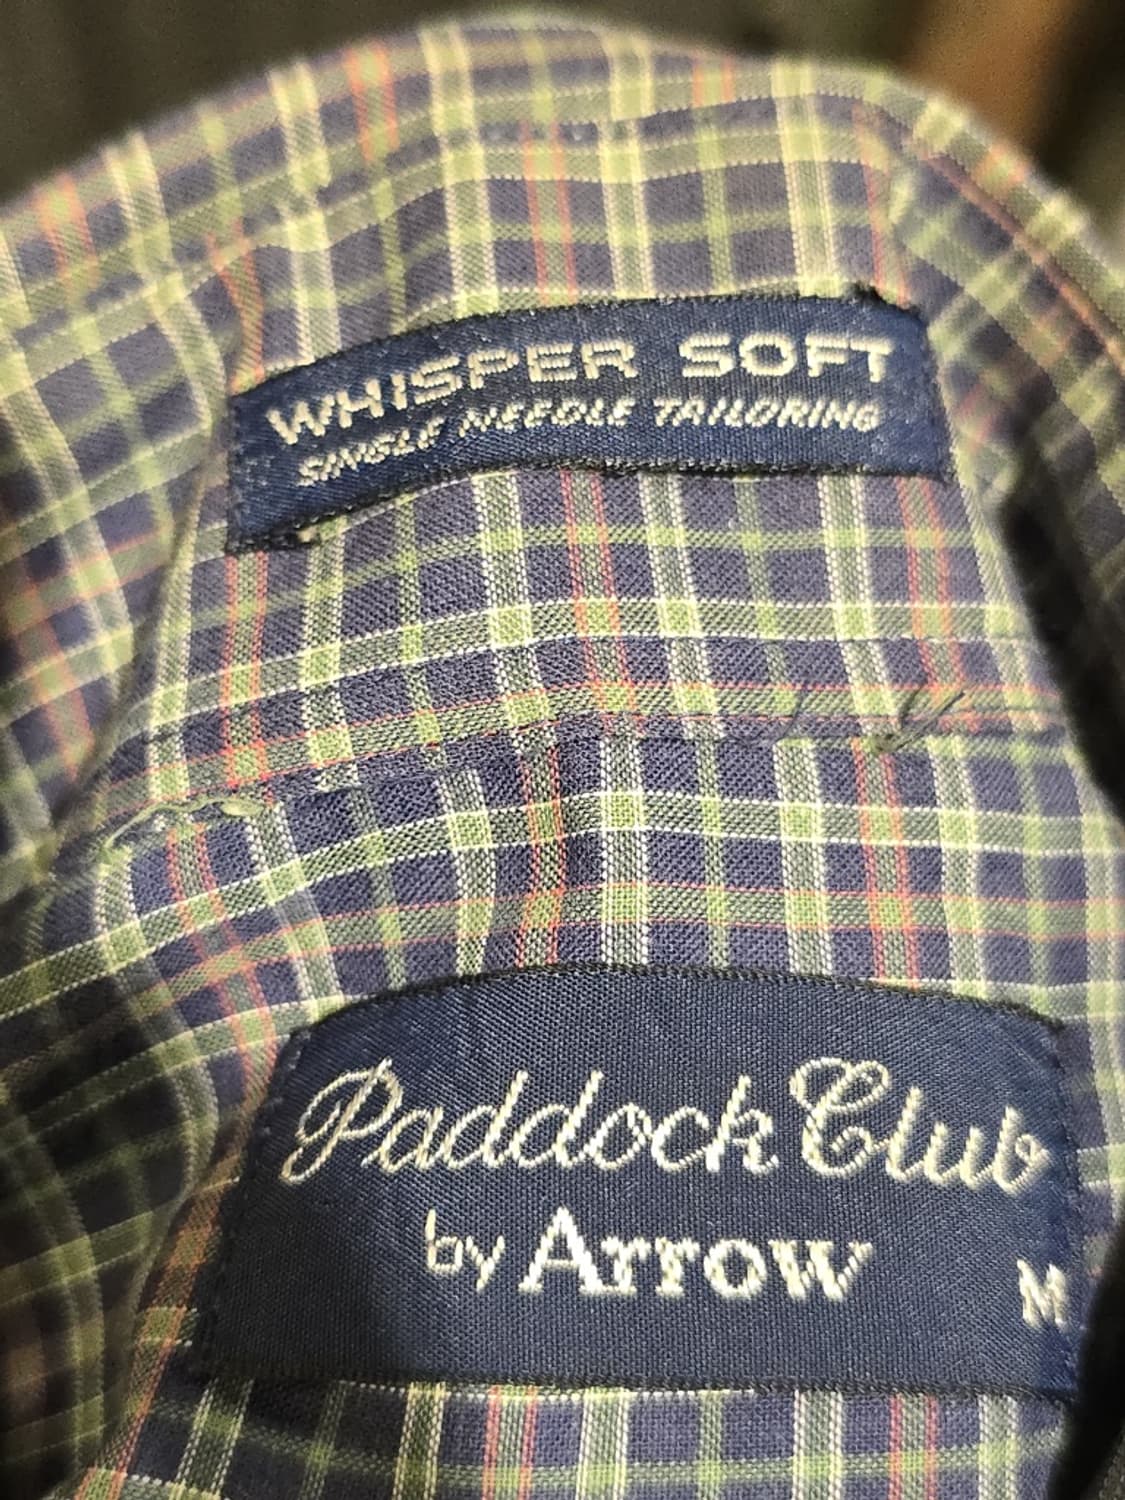 WHISPER SOFT
SINGLE NEEDLE TAILORING
Paddock Club
by Arrow
M